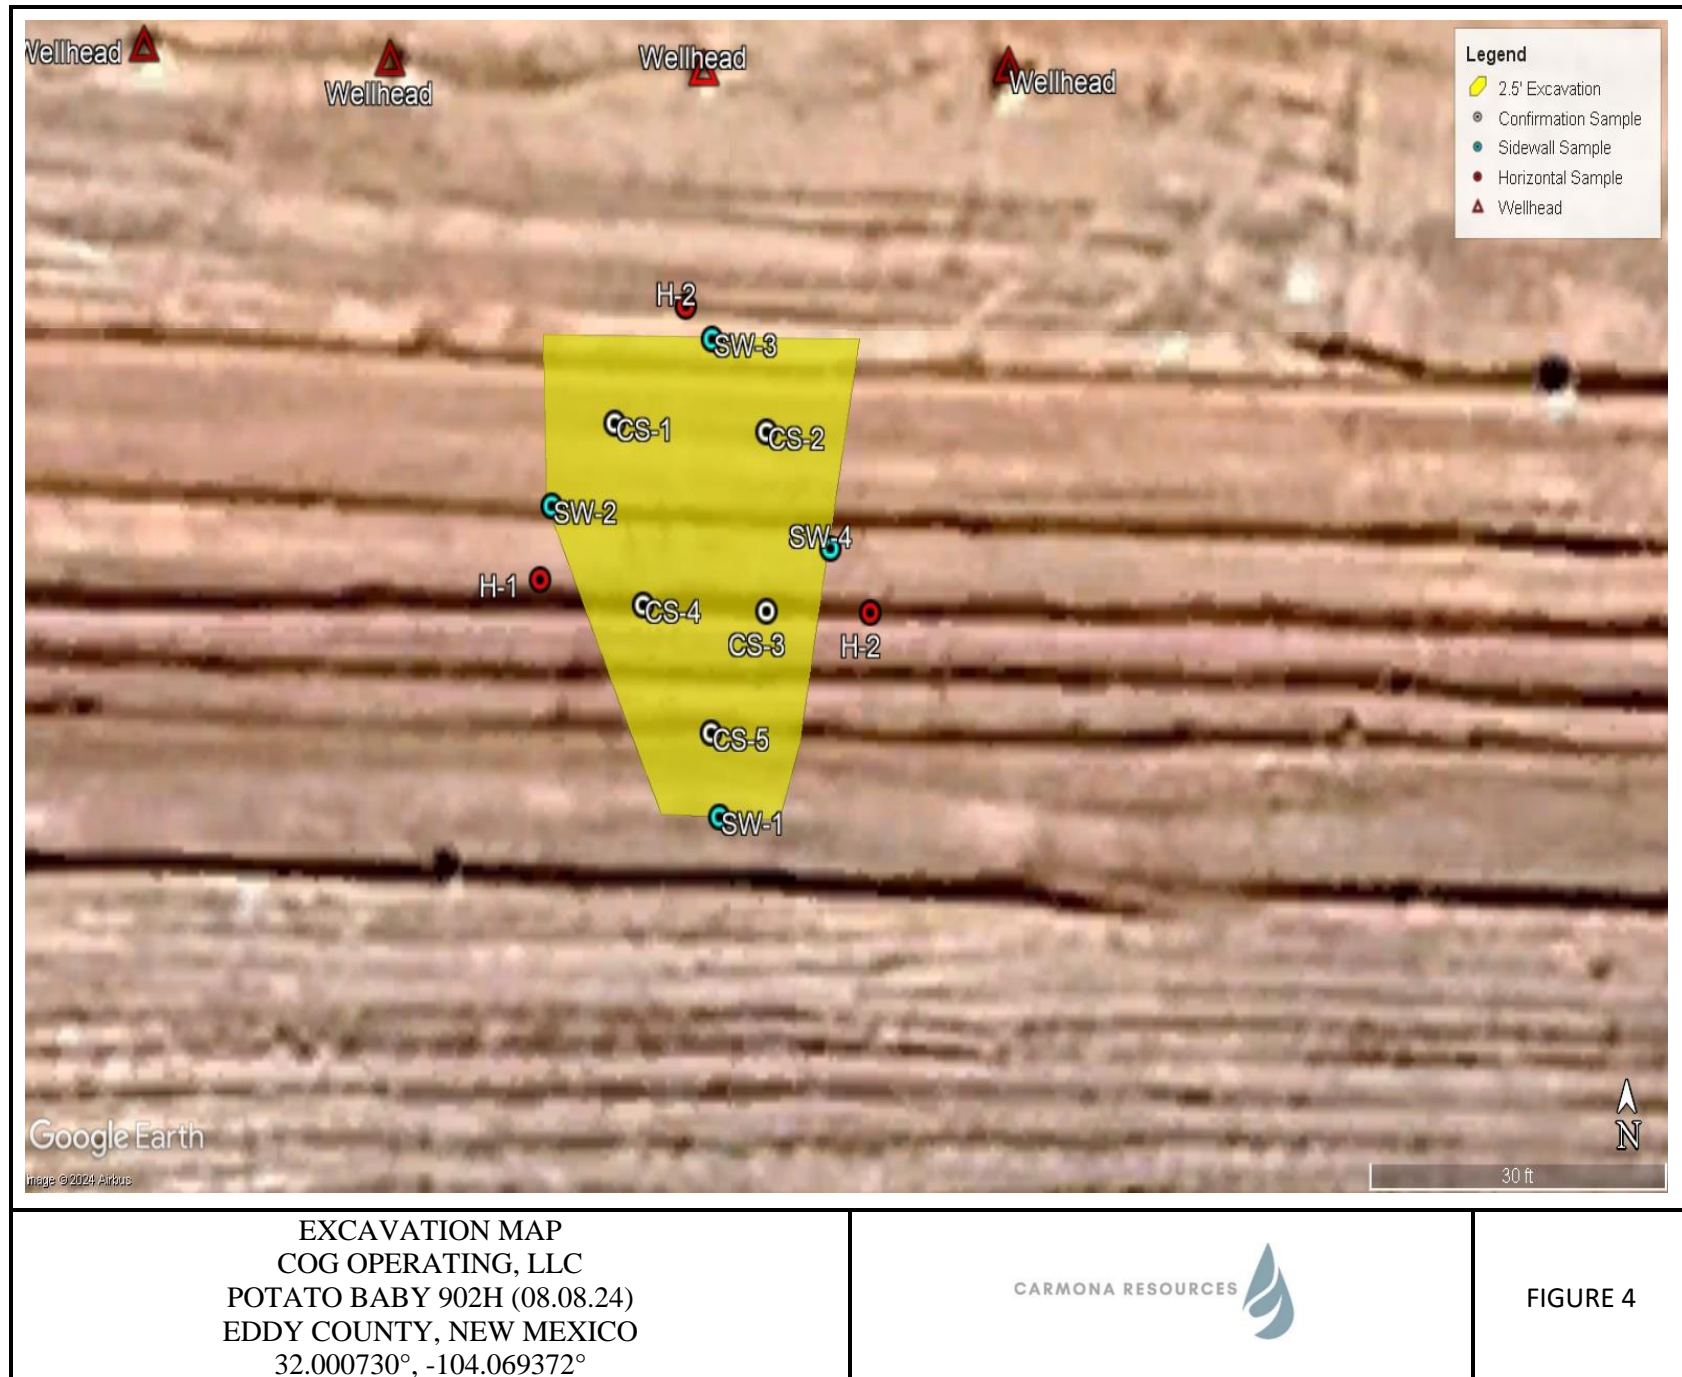 Wellhead
Wellhead
Wellhead
Wellhead
Legend
2.5' Excavation
Confirmation Sample
Sidewall Sample
Horizontal Sample
Wellhead
H-2
SW-3
CS-1
CS-2
SW-2
SW-4
H-1
CS-4
CS-3
H-2
CS-5
SW-1
Google Earth
Image © 2024 Airbus
N
30 ft
EXCAVATION MAP
COG OPERATING, LLC
POTATO BABY 902H (08.08.24)
EDDY COUNTY, NEW MEXICO
32.000730°, -104.069372°
CARMONA RESOURCES
FIGURE 4